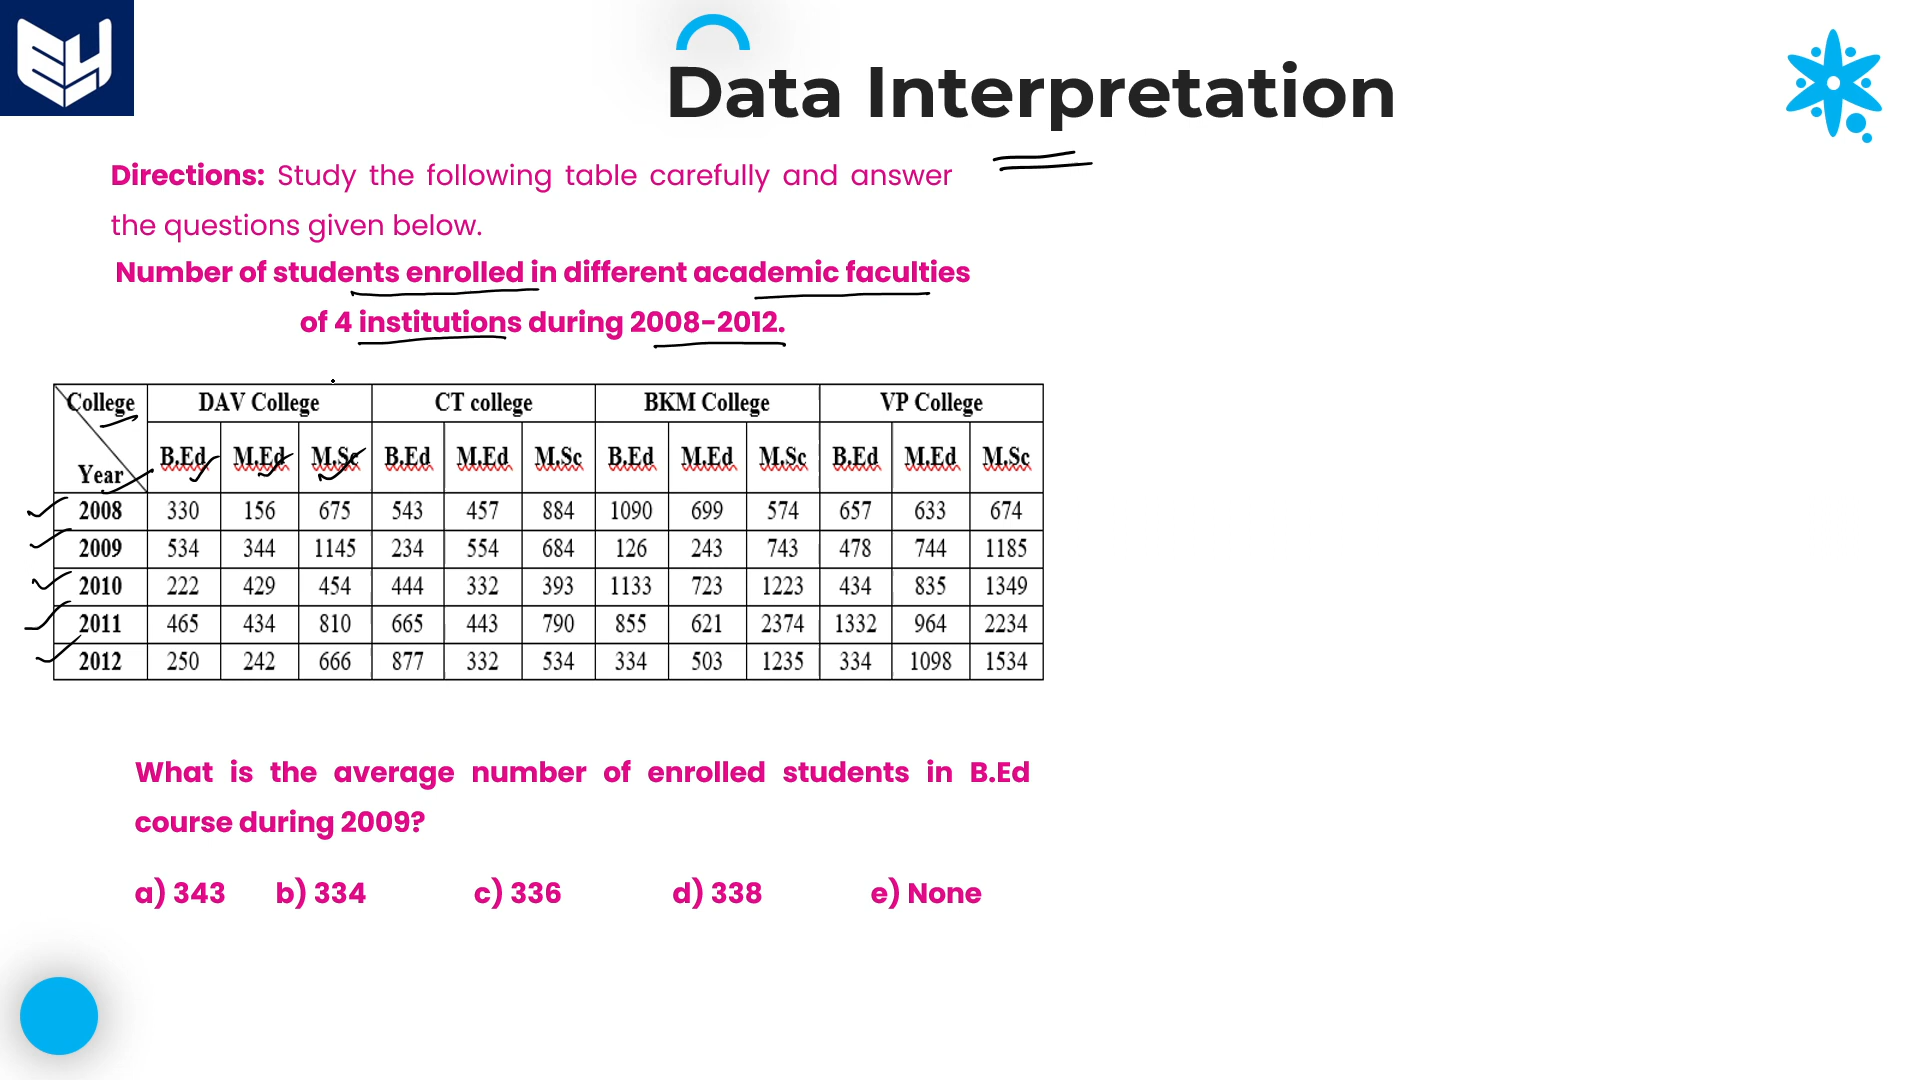 Data Interpretation
Directions: Study the following table carefully and answer
the questions given below.
Number of students enrolled in different academic faculties
of 4 institutions during 2008-2012.
College DAV College CT college BKM College VP College
Year B.Ed M.Ed M.Sc B.Ed M.Ed M.Sc B.Ed M.Ed M.Sc B.Ed M.Ed M.Sc
2008 330 156 675 543 457 884 1090 699 574 657 633 674
2009 534 344 1145 234 554 684 126 243 743 478 744 1185
2010 222 429 454 444 332 393 1133 723 1223 434 835 1349
2011 465 434 810 665 443 790 855 621 2374 1332 964 2234
2012 250 242 666 877 332 534 334 503 1235 334 1098 1534
What is the average number of enrolled students in B.Ed
course during 2009?
a) 343 b) 334 c) 336 d) 338 e) None